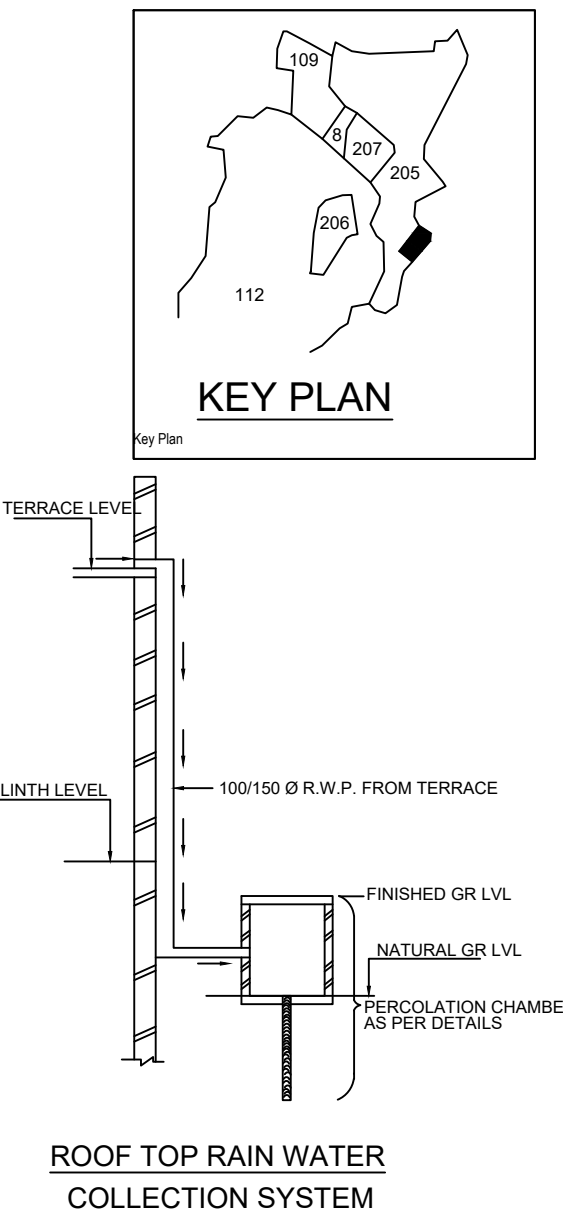 109
8
207
205
206
112
KEY PLAN
Key Plan
TERRACE LEVEL
LINTH LEVEL
100/150 Ø R.W.P. FROM TERRACE
FINISHED GR LVL
NATURAL GR LVL
PERCOLATION CHAMBE
AS PER DETAILS
ROOF TOP RAIN WATER
COLLECTION SYSTEM